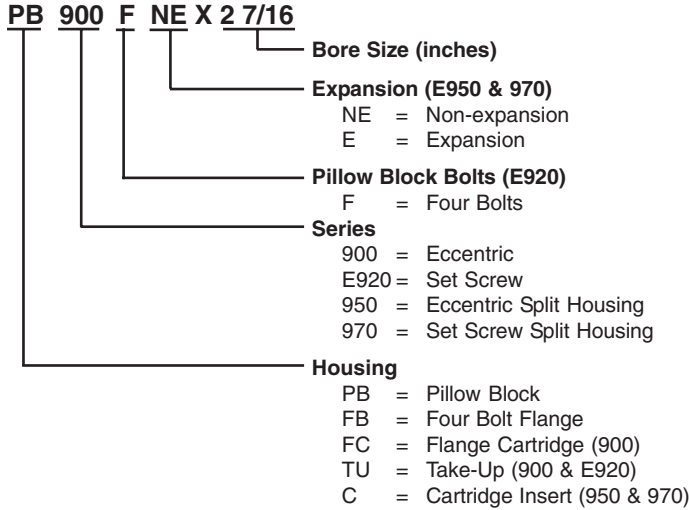 PB 900 F NE X 2 7/16
Bore Size (inches)
Expansion (E950 & 970)
NE = Non-expansion
E = Expansion
Pillow Block Bolts (E920)
F = Four Bolts
Series
900 = Eccentric
E920 = Set Screw
950 = Eccentric Split Housing
970 = Set Screw Split Housing
Housing
PB = Pillow Block
FB = Four Bolt Flange
FC = Flange Cartridge (900)
TU = Take-Up (900 & E920)
C = Cartridge Insert (950 & 970)